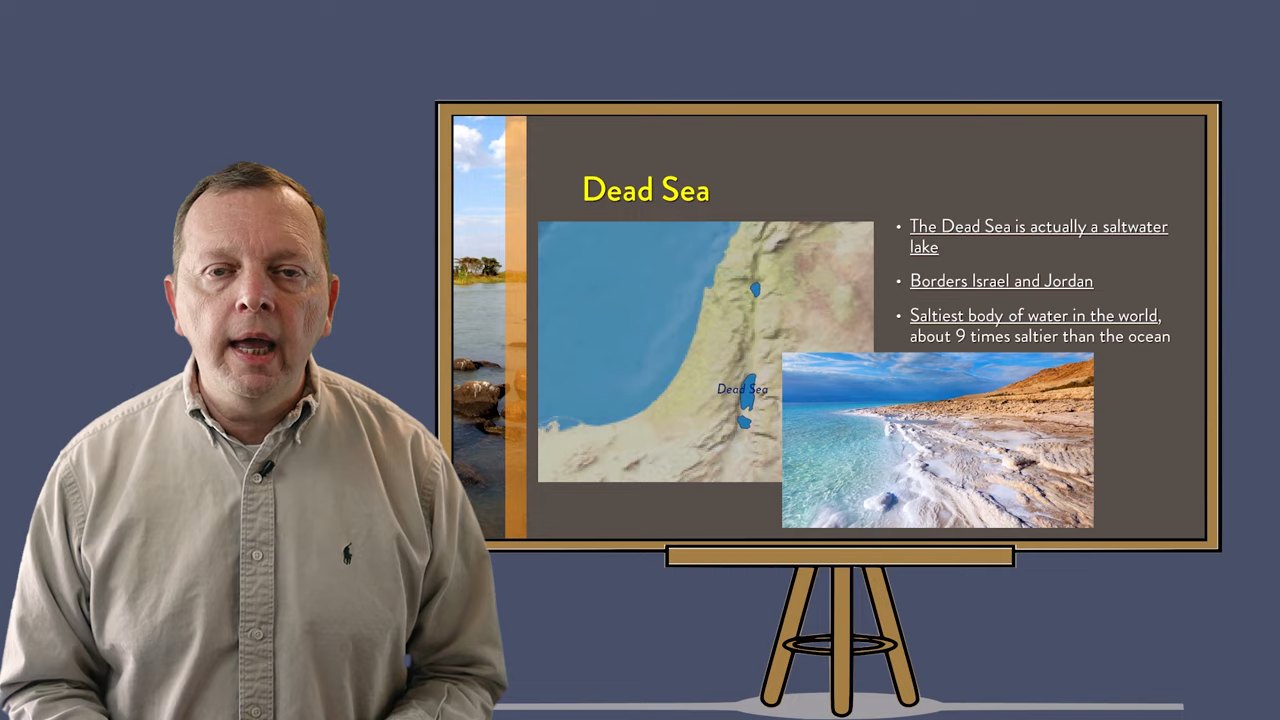 Dead Sea
• The Dead Sea is actually a saltwater
lake
• Borders Israel and Jordan
• Saltiest body of water in the world,
about 9 times saltier than the ocean
Dead Sea